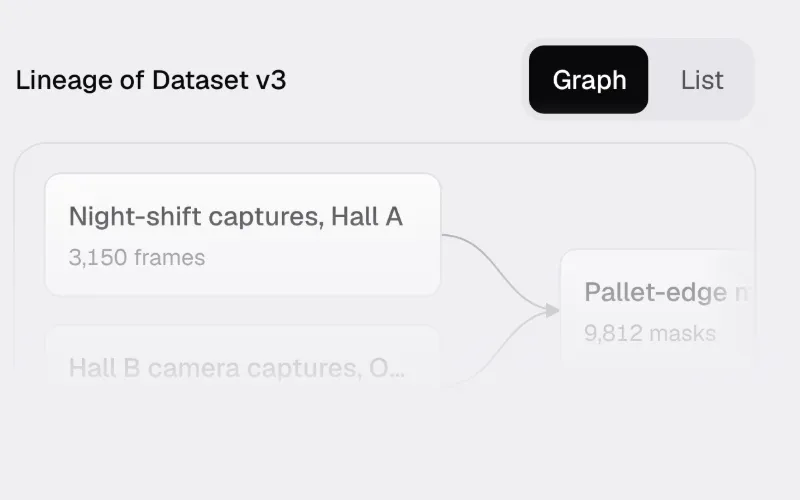 Lineage of Dataset v3
Graph
List
Night-shift captures, Hall A
3,150 frames
Pallet-edge
9,812 masks
Hall B camera captures, O…